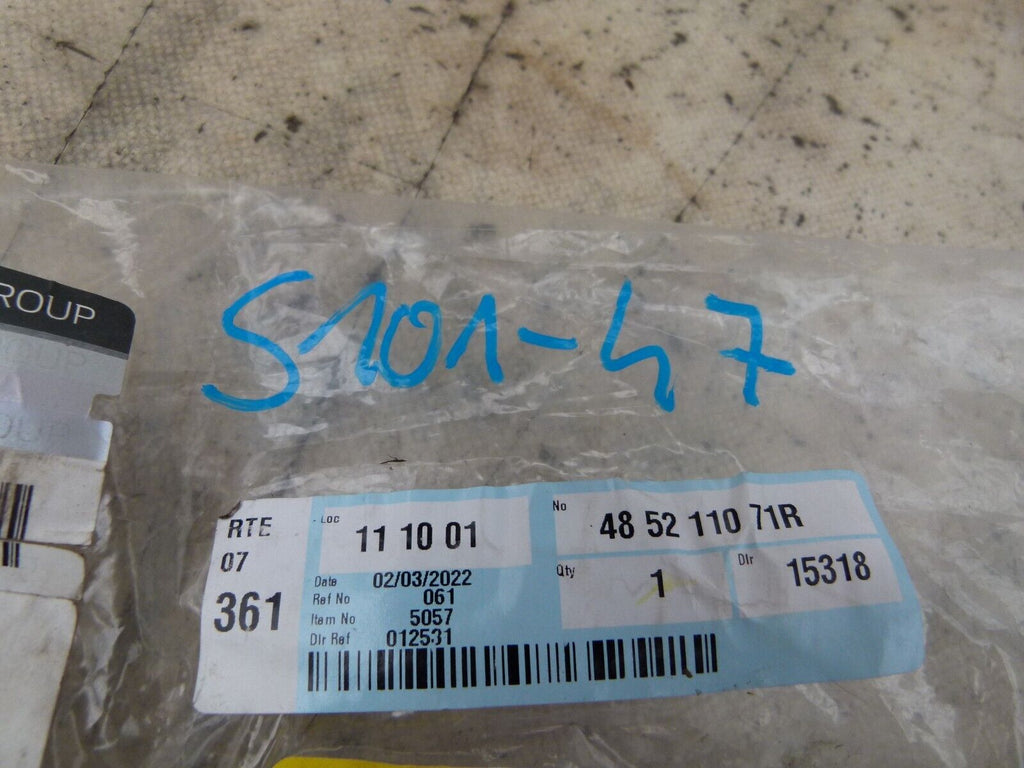 ROUP
S101-47
RTE
07
361
Loc
11 10 01
Date 02/03/2022
Ref No 061
Item No 5057
Dlr Ref 012531
No
48 52 110 71R
Qty
1
Dlr
15318